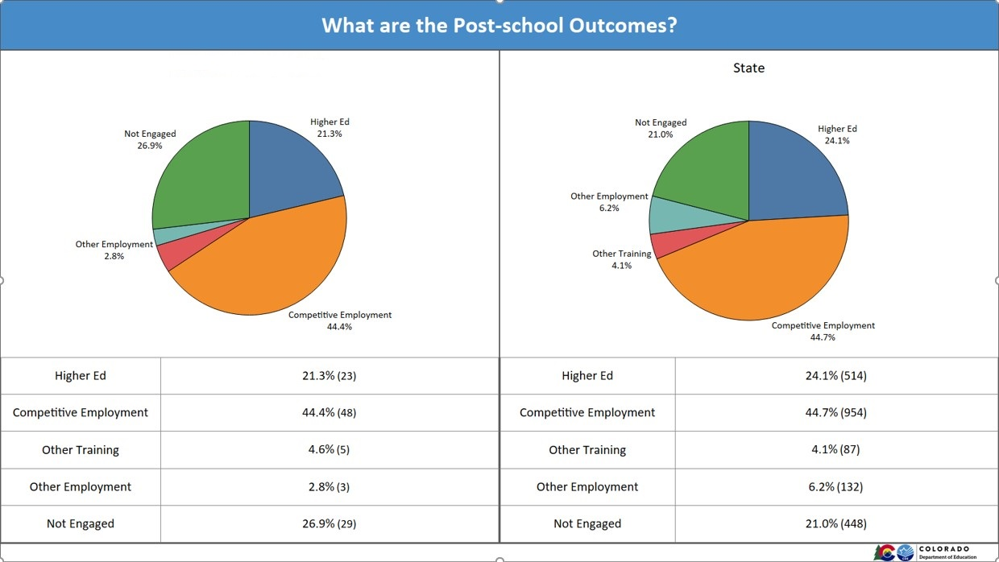 What are the Post-school Outcomes?
Higher Ed
21.3%
Not Engaged
26.9%
Other Employment
2.8%
Competitive Employment
44.4%
Higher Ed 21.3% (23)
Competitive Employment 44.4% (48)
Other Training 4.6% (5)
Other Employment 2.8% (3)
Not Engaged 26.9% (29)
State
Not Engaged
21.0%
Higher Ed
24.1%
Other Employment
6.2%
Other Training
4.1%
Competitive Employment
44.7%
Higher Ed 24.1% (514)
Competitive Employment 44.7% (954)
Other Training 4.1% (87)
Other Employment 6.2% (132)
Not Engaged 21.0% (448)
COLORADO
Department of Education